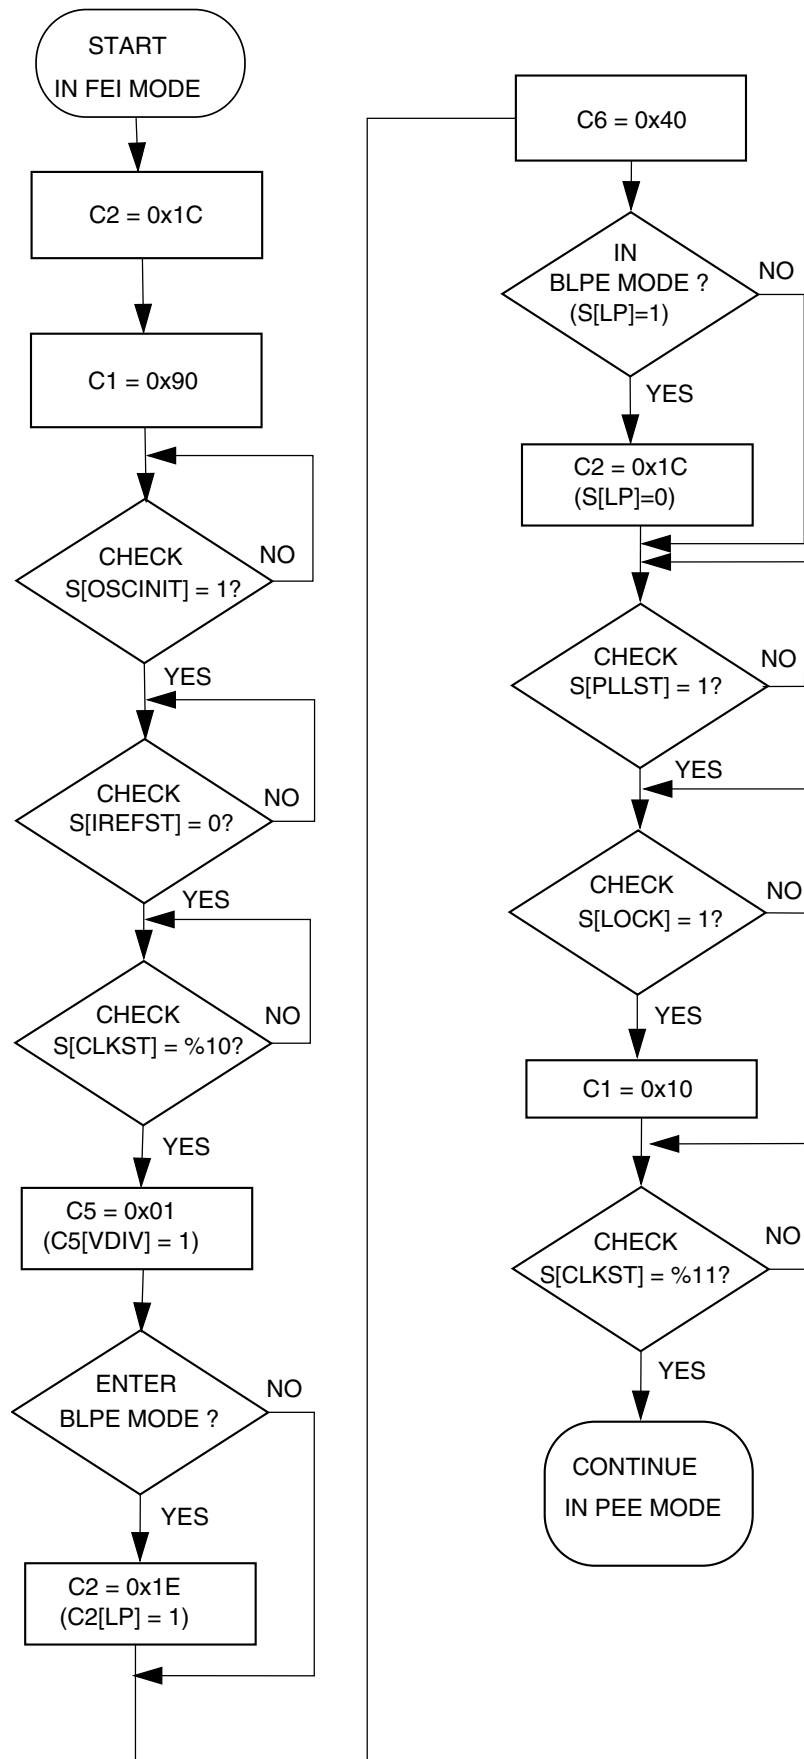 START
IN FEI MODE
C2 = 0x1C
C1 = 0x90
CHECK
S[OSCINIT] = 1?
NO
YES
CHECK
S[IREFST] = 0?
NO
YES
CHECK
S[CLKST] = %10?
NO
YES
C5 = 0x01
(C5[VDIV] = 1)
ENTER
BLPE MODE ?
NO
YES
C2 = 0x1E
(C2[LP] = 1)
C6 = 0x40
IN
BLPE MODE ?
(S[LP]=1)
NO
YES
C2 = 0x1C
(S[LP]=0)
CHECK
S[PLLST] = 1?
NO
YES
CHECK
S[LOCK] = 1?
NO
YES
C1 = 0x10
CHECK
S[CLKST] = %11?
NO
YES
CONTINUE
IN PEE MODE